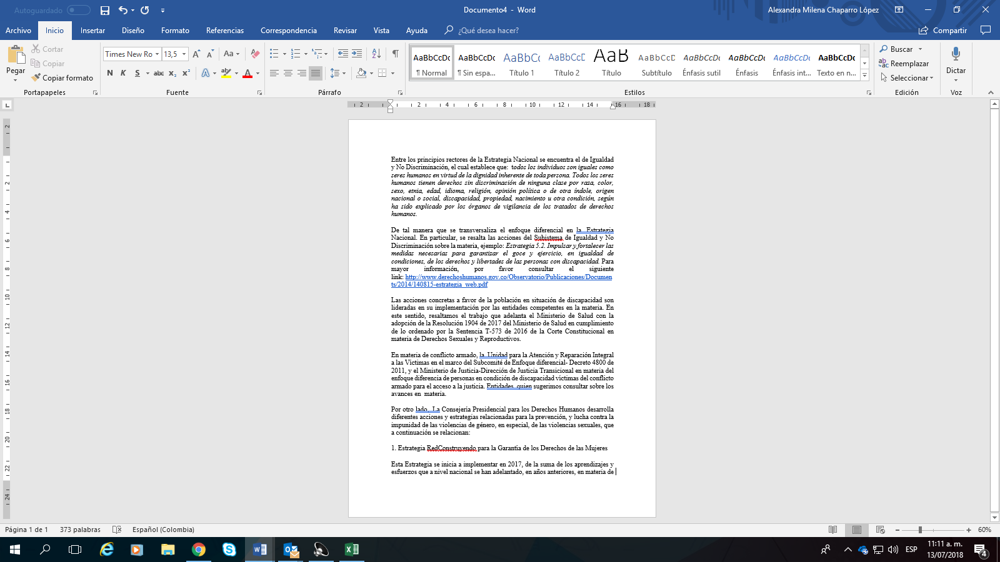 Autoguardado
Documento4 - Word
Alexandra Milena Chaparro López
Archivo Inicio Insertar Diseño Formato Referencias Correspondencia Revisar Vista Ayuda ¿Qué desea hacer? Compartir
Pegar
Cortar
Copiar
Copiar formato
Portapapeles
Times New Ro 13,5
N K S abc x₂ x²
Fuente
Párrafo
AaBbCcDc AaBbCcDc AaBbCc AaBbCcD AaB AaBbCcD AaBbCcDc AaBbCcDc AaBbCcDc AaBbCcDc
¶ Normal ¶ Sin espa... Título 1 Título 2 Título Subtítulo Énfasis sutil Énfasis Énfasis int... Texto en n...
Estilos
Buscar
Reemplazar
Seleccionar
Edición
Dictar
Voz
2 2 4 6 8 10 12 14 16 18
Entre los principios rectores de la Estrategia Nacional se encuentra el de Igualdad
y No Discriminación, el cual establece que: todos los individuos son iguales como
seres humanos en virtud de la dignidad inherente de toda persona. Todos los seres
humanos tienen derechos sin discriminación de ninguna clase por raza, color,
sexo, etnia, edad, idioma, religión, opinión política o de otra índole, origen
nacional o social, discapacidad, propiedad, nacimiento u otra condición, según
ha sido explicado por los órganos de vigilancia de los tratados de derechos
humanos.
De tal manera que se transversaliza el enfoque diferencial en la Estrategia
Nacional. En particular, se resalta las acciones del Subistema de Igualdad y No
Discriminación sobre la materia, ejemplo: Estrategia 5.2. Impulsar y fortalecer las
medidas necesarias para garantizar el goce y ejercicio, en igualdad de
condiciones, de los derechos y libertades de las personas con discapacidad. Para
mayor información, por favor consultar el siguiente
link: http://www.derechoshumanos.gov.co/Observatorio/Publicaciones/Documen
ts/2014/140815-estrategia_web.pdf
Las acciones concretas a favor de la población en situación de discapacidad son
lideradas en su implementación por las entidades competentes en la materia. En
este sentido, resaltamos el trabajo que adelanta el Ministerio de Salud con la
adopción de la Resolución 1904 de 2017 del Ministerio de Salud en cumplimiento
de lo ordenado por la Sentencia T-573 de 2016 de la Corte Constitucional en
materia de Derechos Sexuales y Reproductivos.
En materia de conflicto armado, la Unidad para la Atención y Reparación Integral
a las Víctimas en el marco del Subcomité de Enfoque diferencial- Decreto 4800 de
2011, y el Ministerio de Justicia-Dirección de Justicia Transicional en materia del
enfoque diferencia de personas en condición de discapacidad víctimas del conflicto
armado para el acceso a la justicia. Entidades quien sugerimos consultar sobre los
avances en materia.
Por otro lado, La Consejería Presidencial para los Derechos Humanos desarrolla
diferentes acciones y estrategias relacionadas para la prevención, y lucha contra la
impunidad de las violencias de género, en especial, de las violencias sexuales, que
a continuación se relacionan:
1. Estrategia RedConstruyendo para la Garantía de los Derechos de las Mujeres
Esta Estrategia se inicia a implementar en 2017, de la suma de los aprendizajes y
esfuerzos que a nivel nacional se han adelantado, en años anteriores, en materia de
Página 1 de 1 373 palabras Español (Colombia) 60%
ESP
11:11 a. m.
13/07/2018
4